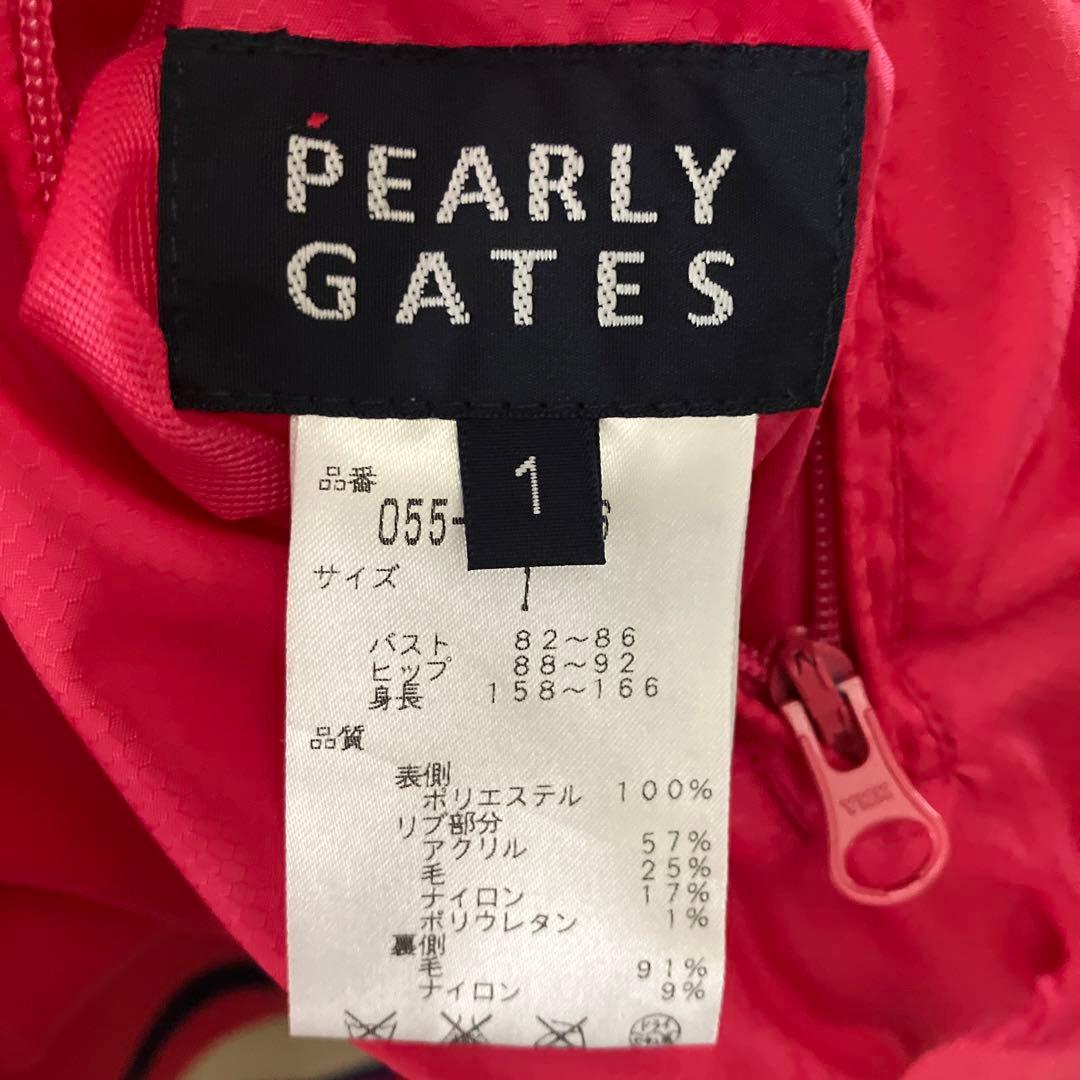 PEARLY
GATES
1
品番
055-
サイズ
バスト 82～86
ヒップ 88～92
身長 158～166
品質
表側
ポリエステル 100%
リブ部分
アクリル 57%
毛 25%
ナイロン 17%
ポリウレタン 1%
裏側
毛 91%
ナイロン 9%
ドライ